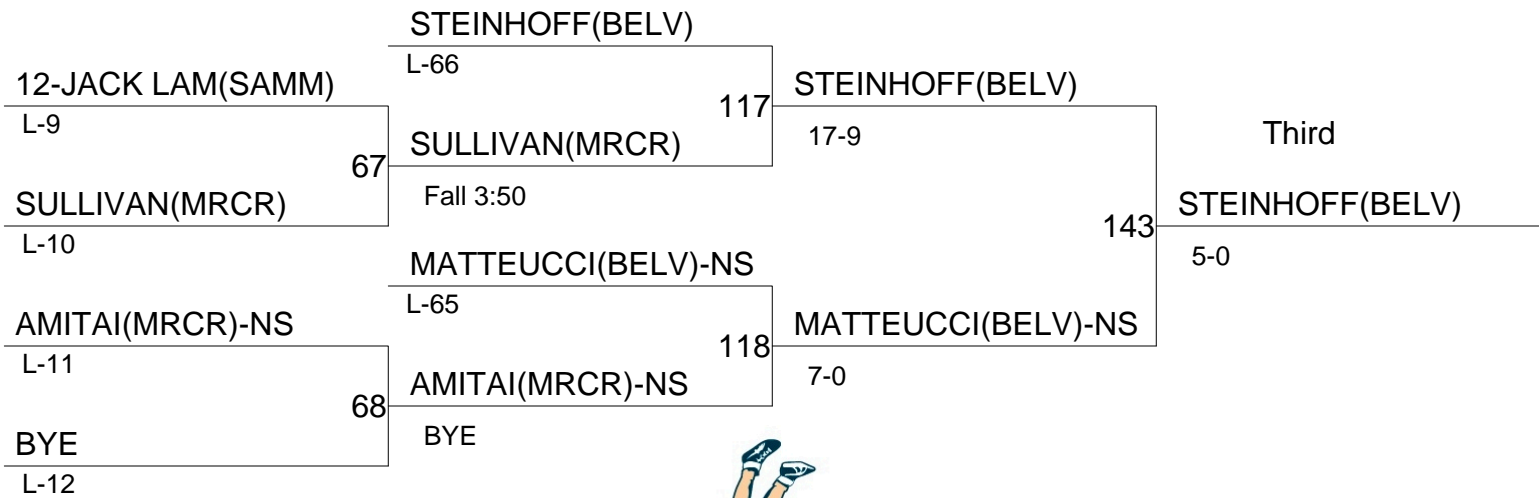 STEINHOFF(BELV)
L-66
12-JACK LAM(SAMM)
L-9
117
STEINHOFF(BELV)
17-9
67
SULLIVAN(MRCR)
Fall 3:50
Third
SULLIVAN(MRCR)
L-10
143
STEINHOFF(BELV)
5-0
MATTEUCCI(BELV)-NS
L-65
AMITAI(MRCR)-NS
L-11
118
MATTEUCCI(BELV)-NS
7-0
68
AMITAI(MRCR)-NS
BYE
BYE
L-12